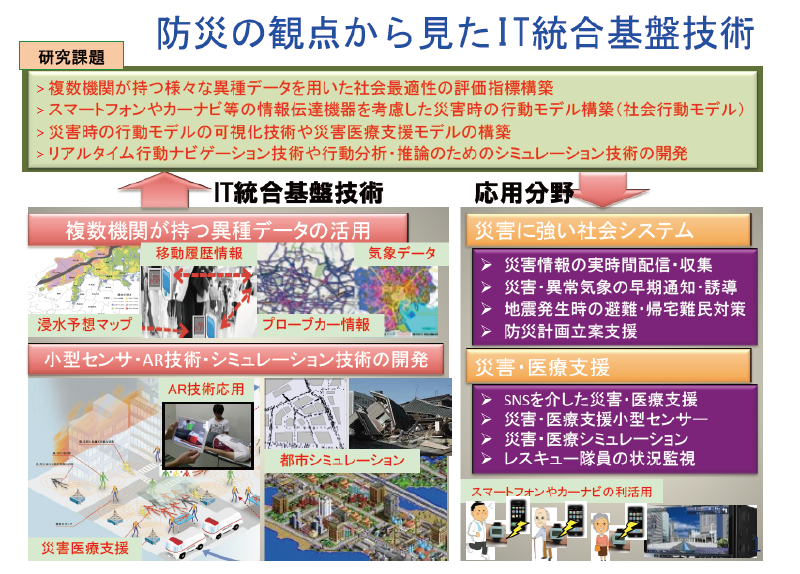 防災の観点から見たIT統合基盤技術
研究課題
> 複数機関が持つ様々な異種データを用いた社会最適性の評価指標構築
> スマートフォンやカーナビ等の情報伝達機器を考慮した災害時の行動モデル構築(社会行動モデル)
> 災害時の行動モデルの可視化技術や災害医療支援モデルの構築
> リアルタイム行動ナビゲーション技術や行動分析・推論のためのシミュレーション技術の開発
IT統合基盤技術
複数機関が持つ異種データの活用
移動履歴情報
気象データ
浸水予想マップ
プローブカー情報
小型センサ・AR技術・シミュレーション技術の開発
AR技術応用
都市シミュレーション
災害医療支援
応用分野
災害に強い社会システム
➢ 災害情報の実時間配信・収集
➢ 災害・異常気象の早期通知・誘導
➢ 地震発生時の避難・帰宅難民対策
➢ 防災計画立案支援
災害・医療支援
➢ SNSを介した災害・医療支援
➢ 災害・医療支援小型センサー
➢ 災害・医療シミュレーション
➢ レスキュー隊員の状況監視
スマートフォンやカーナビの利活用